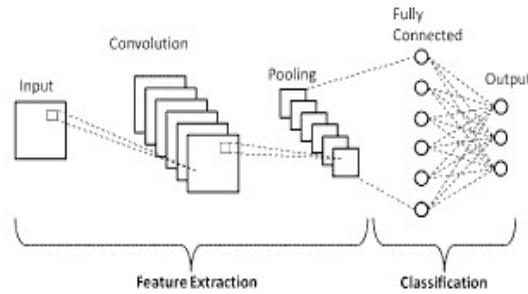 Fully
Connected
Convolution
Pooling
Output
Input
Feature Extraction
Classification